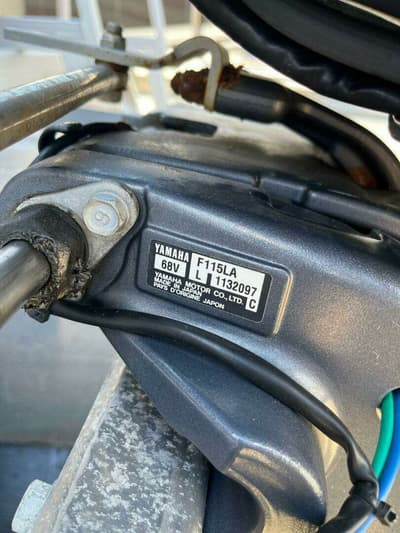 YAMAHA
68V
F115LA
L 1132097
YAMAHA MOTOR CO., LTD.
MADE IN JAPAN
PAYS D'ORIGINE JAPON
C